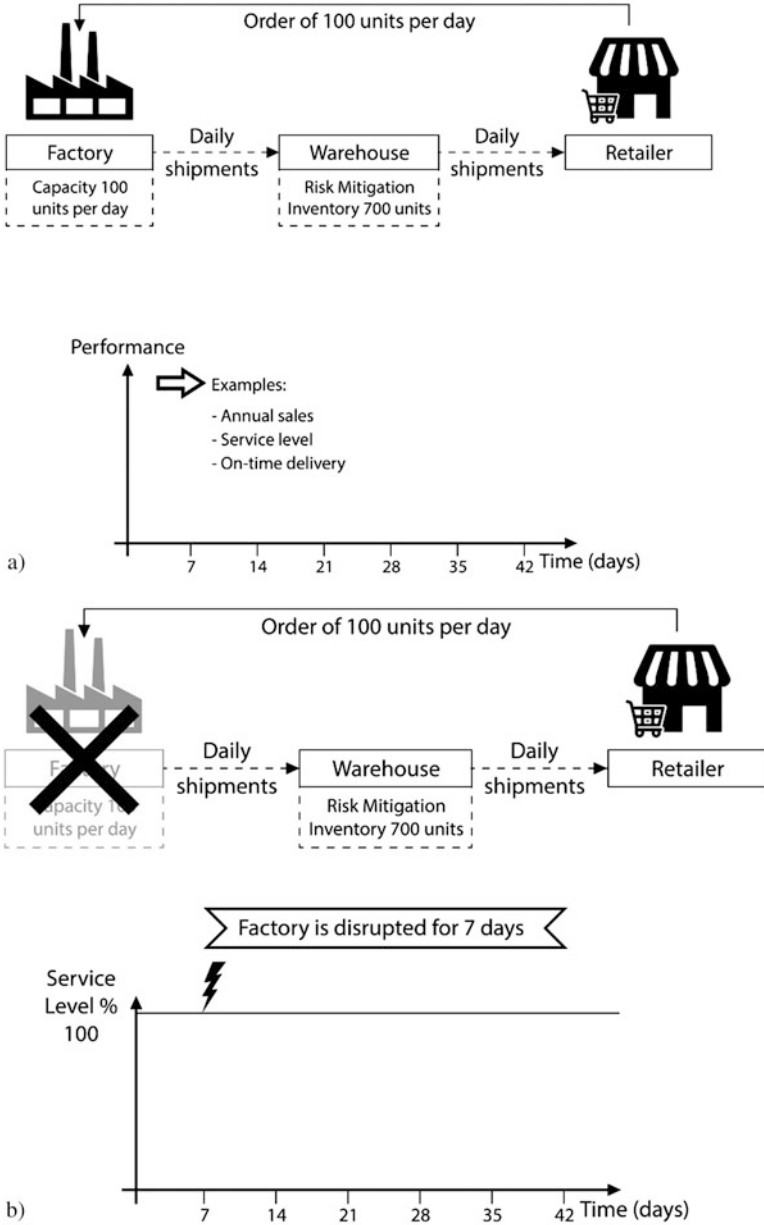 Order of 100 units per day
Daily
shipments
Daily
shipments
Factory
Warehouse
Retailer
Capacity 100
units per day
Risk Mitigation
Inventory 700 units
Performance
Examples:
- Annual sales
- Service level
- On-time delivery
7 14 21 28 35 42 Time (days)
a)
Order of 100 units per day
Daily
shipments
Daily
shipments
Factory
Warehouse
Retailer
Capacity 100
units per day
Risk Mitigation
Inventory 700 units
Factory is disrupted for 7 days
Service
Level %
100
7 14 21 28 35 42 Time (days)
b)